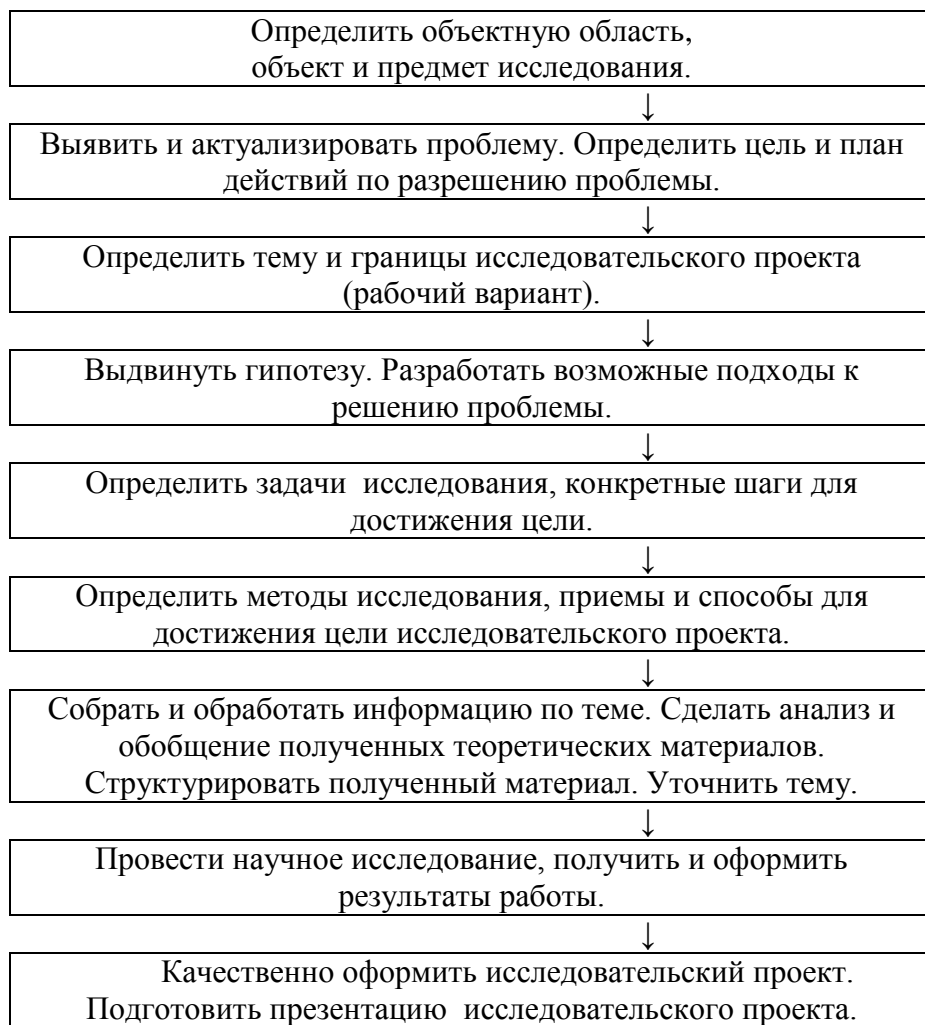 Определить объектную область,
объект и предмет исследования.
↓
Выявить и актуализировать проблему. Определить цель и план
действий по разрешению проблемы.
↓
Определить тему и границы исследовательского проекта
(рабочий вариант).
↓
Выдвинуть гипотезу. Разработать возможные подходы к
решению проблемы.
↓
Определить задачи исследования, конкретные шаги для
достижения цели.
↓
Определить методы исследования, приемы и способы для
достижения цели исследовательского проекта.
↓
Собрать и обработать информацию по теме. Сделать анализ и
обобщение полученных теоретических материалов.
Структурировать полученный материал. Уточнить тему.
↓
Провести научное исследование, получить и оформить
результаты работы.
↓
Качественно оформить исследовательский проект.
Подготовить презентацию исследовательского проекта.